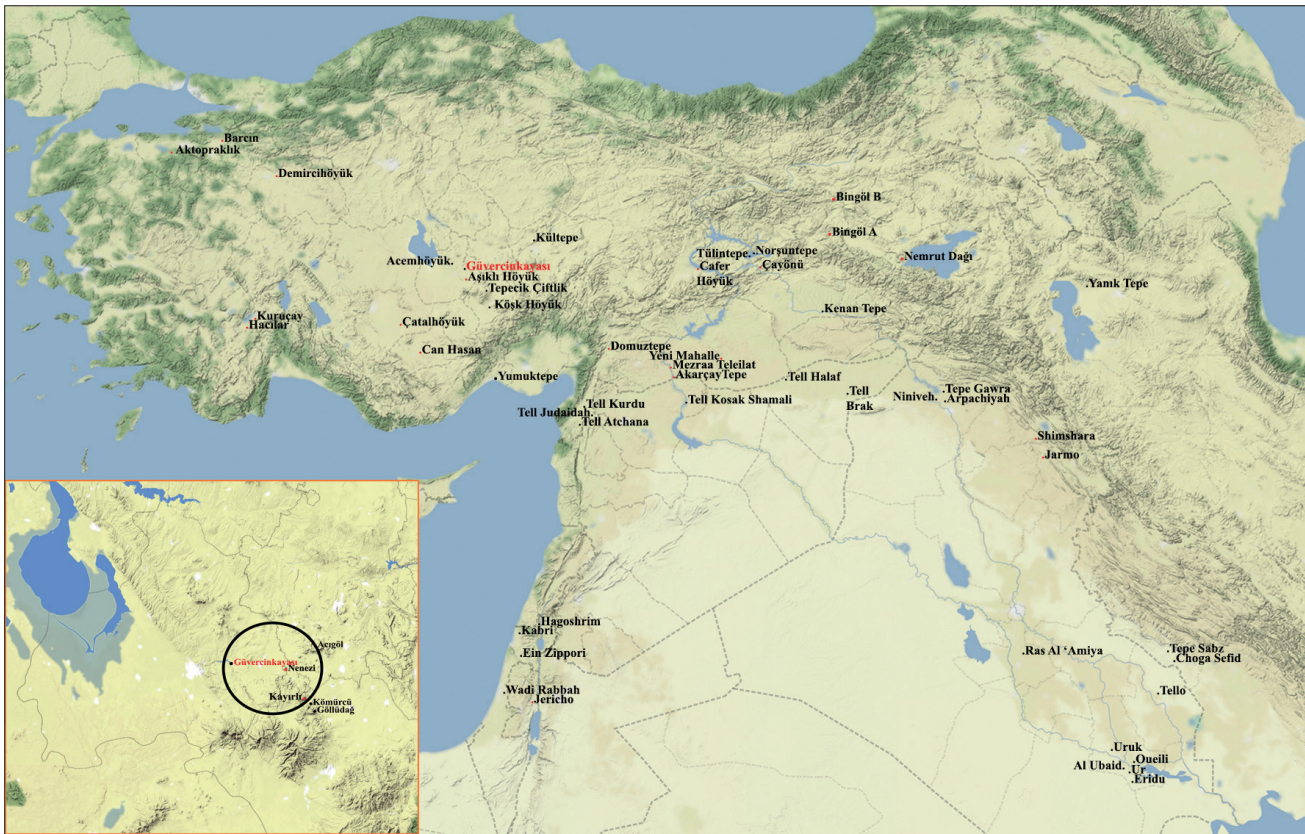 Barcın
Aktopraklık
Demircihöyük
Bingöl B
Bingöl A
Kültepe
Tülintepe.
Norşuntepe
Cafer
Höyük
Çayönü
Nemrut Dağı
Acemhöyük.
Güvercinkayası
Aşıklı Höyük
Tepecik Çiftlik
Köşk Höyük
Yanık Tepe
Kenan Tepe
Kuruçay
Hacılar
Çatalhöyük
Can Hasan
Domuztepe
Yeni Mahalle
Mezraa Teleilat
AkarçayTepe
Yumuktepe
Tell Halaf
Tell
Brak
Niniveh.
Tepe Gawra
Arpachiyah
Tell Kosak Shamali
Tell Kurdu
Tell Judaidah.
Tell Atchana
Shimshara
Jarmo
Hagoshrim
Kabri
Ein Zippori
Wadi Rabbah
Jericho
Ras Al ‘Amiya
Tepe Sabz
Choga Sefid
Tello
Uruk
Oueili
Al Ubaid.
Ur
Eridu
Acıgöl
Güvercinkayası
Nenezi
Kayırlı
Kömürcü
Göllüdağ